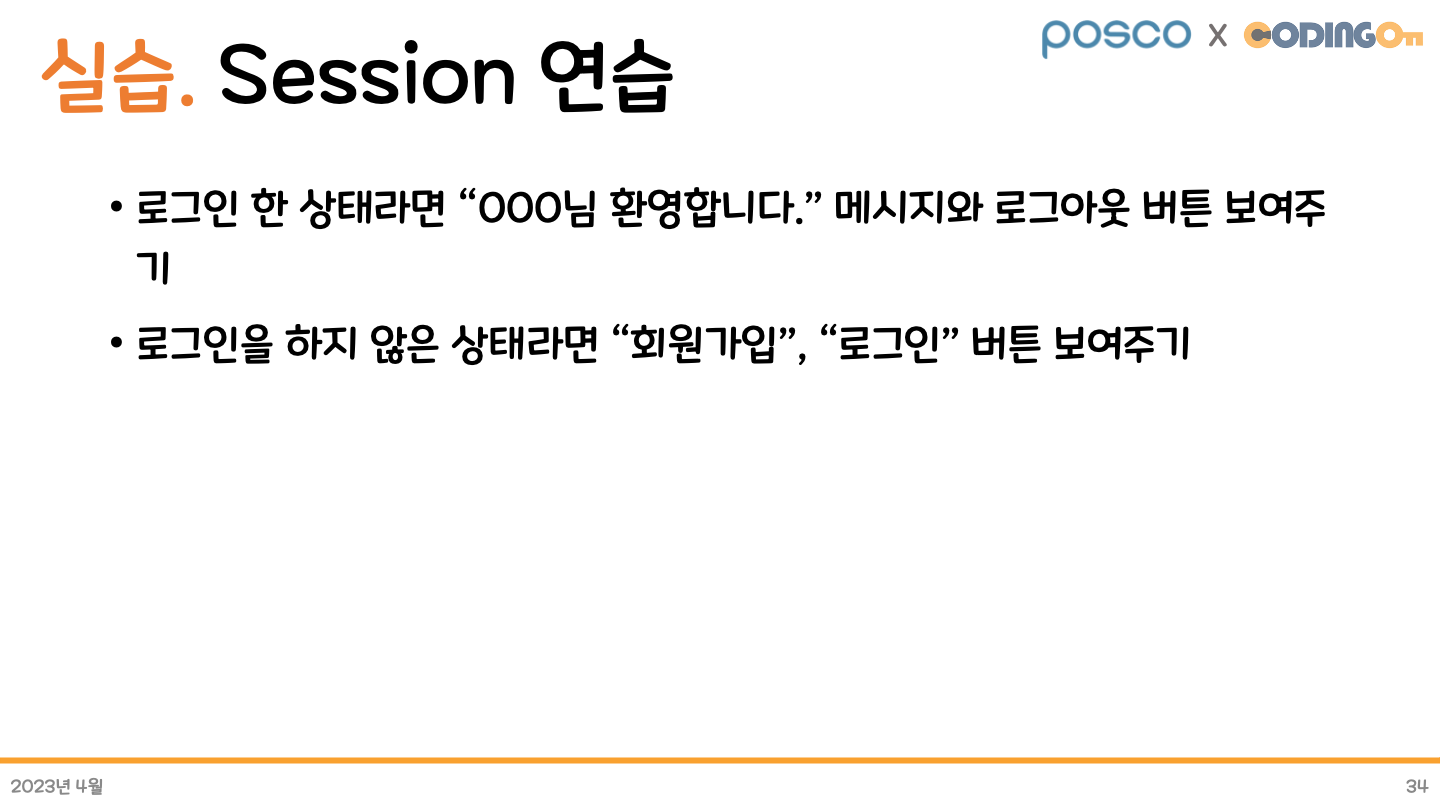 실습. Session 연습
posco x CODINGOn
• 로그인 한 상태라면 “OOO님 환영합니다.” 메시지와 로그아웃 버튼 보여주
기
• 로그인을 하지 않은 상태라면 “회원가입”, “로그인” 버튼 보여주기
2023년 4월
34